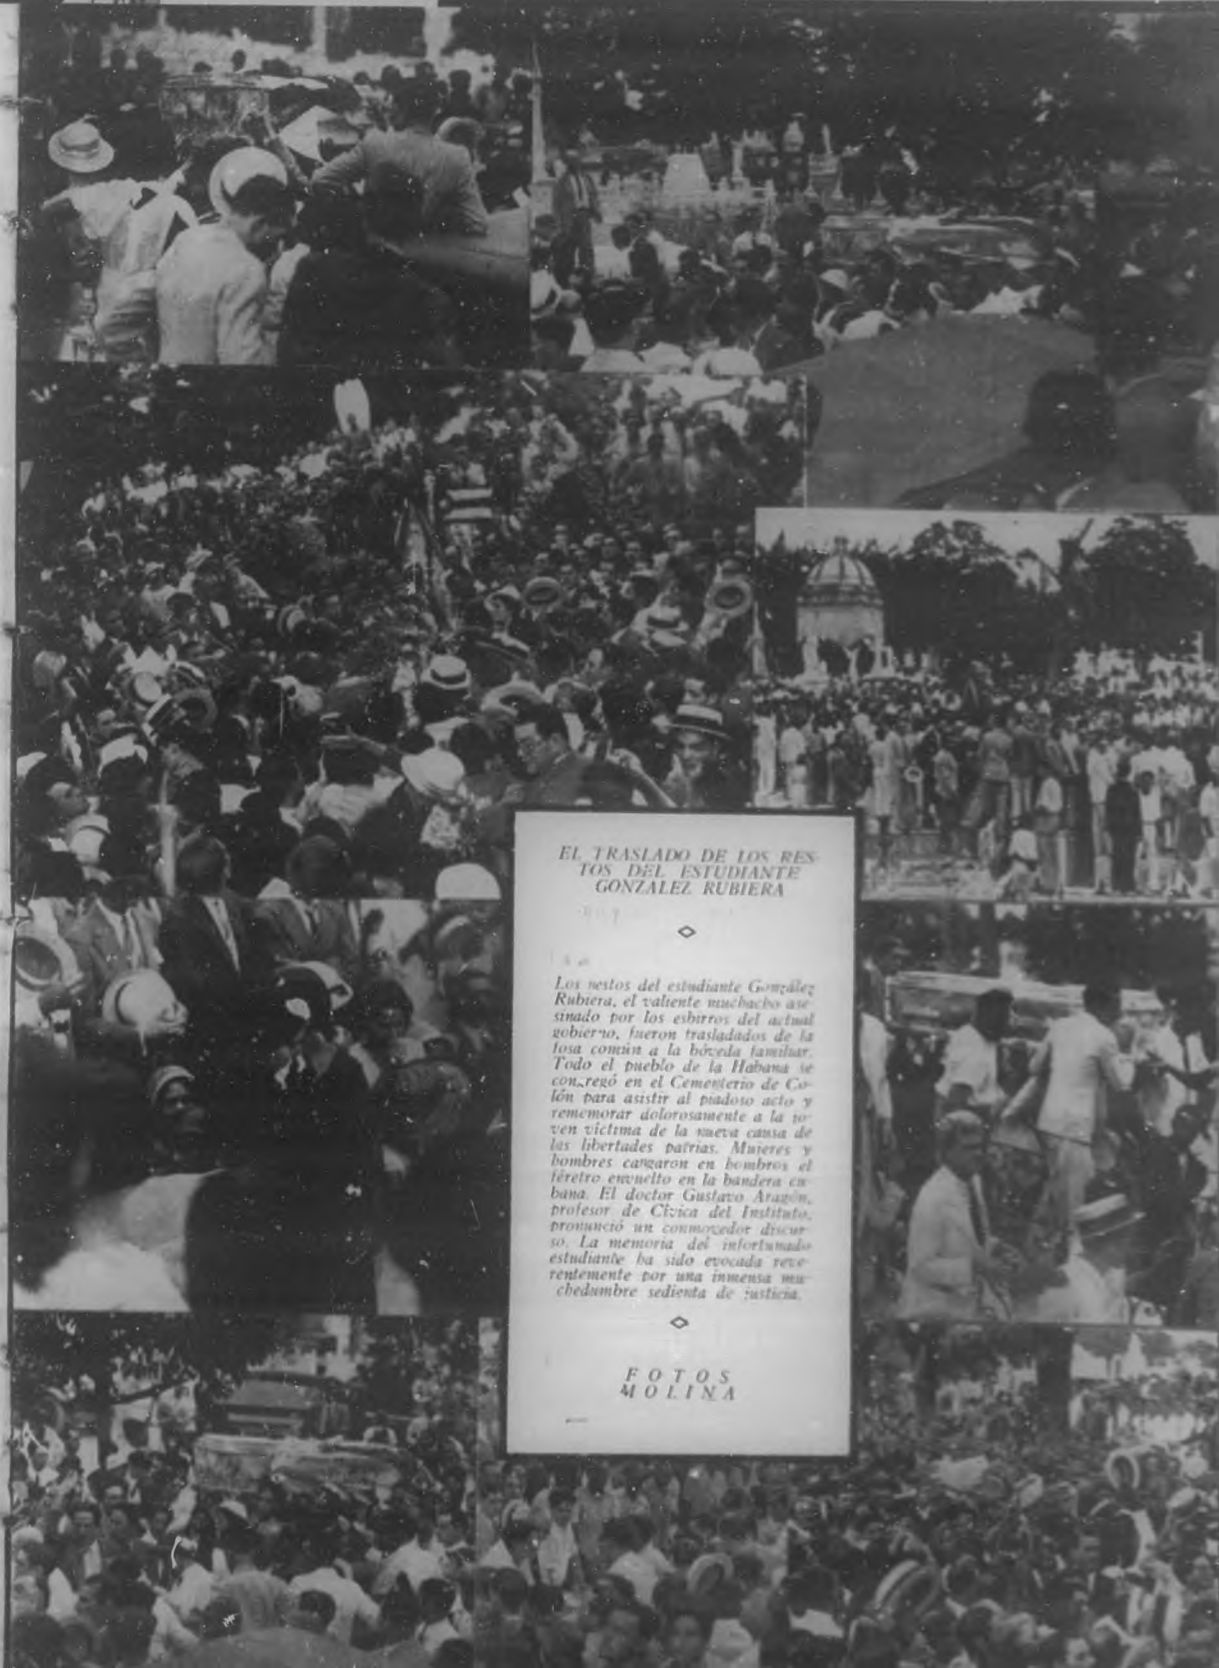 EL TRASLADO DE LOS RES-
TOS DEL ESTUDIANTE
GONZALEZ RUBIERA
Los restos del estudiante González
Rubiera, el valiente muchacho ase-
sinado por los esbirros del actual
gobierno, fueron trasladados de la
fosa común a la bóveda familiar.
Todo el pueblo de la Habana se
congregó en el Cementerio de Co-
lón para asistir al piadoso acto y
rememorar dolorosamente a la jo-
ven víctima de la nueva causa de
las libertades patrias. Mujeres y
hombres cargaron en hombros el
féretro envuelto en la bandera cu-
bana. El doctor Gustavo Aragón,
profesor de Cívica del Instituto,
pronunció un conmovedor discur-
so. La memoria del infortunado
estudiante ha sido evocada reve-
rentemente por una inmensa mu-
chedumbre sedienta de justicia.
FOTOS
MOLINA